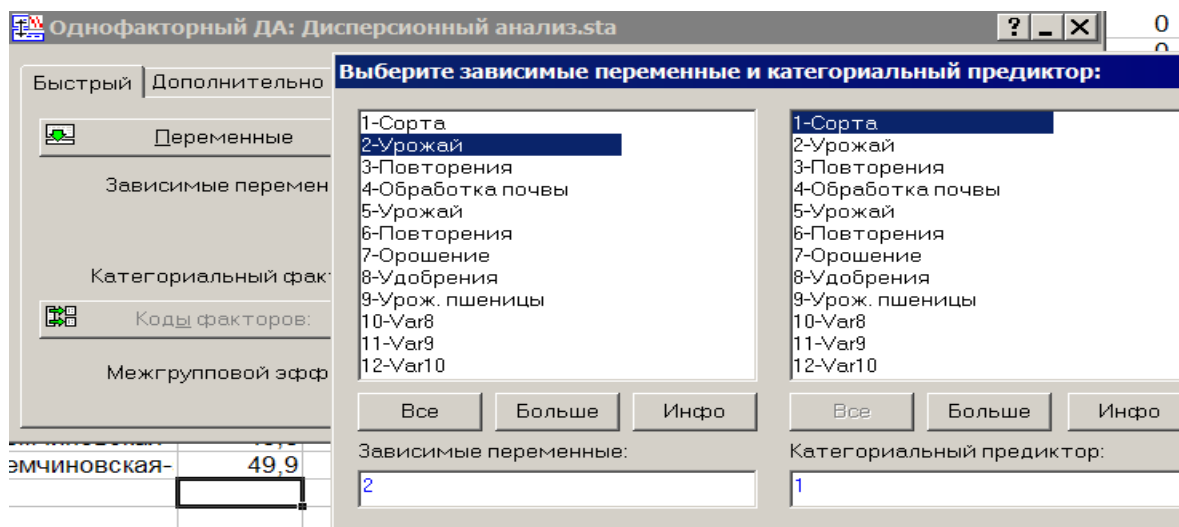 Однофакторный ДА: Дисперсионный анализ.sta
0
Быстрый
Дополнительно
Переменные
Зависимые перемен
Категориальный фак
Коды факторов:
Межгрупповой эфф
Выберите зависимые переменные и категориальный предиктор:
1-Сорта
2-Урожай
3-Повторения
4-Обработка почвы
5-Урожай
6-Повторения
7-Орошение
8-Удобрения
9-Урож. пшеницы
10-Var8
11-Var9
12-Var10
Все Больше Инфо
Зависимые переменные:
2
1-Сорта
2-Урожай
3-Повторения
4-Обработка почвы
5-Урожай
6-Повторения
7-Орошение
8-Удобрения
9-Урож. пшеницы
10-Var8
11-Var9
12-Var10
Все Больше Инфо
Категориальный предиктор:
1
емчиновская- 49,9